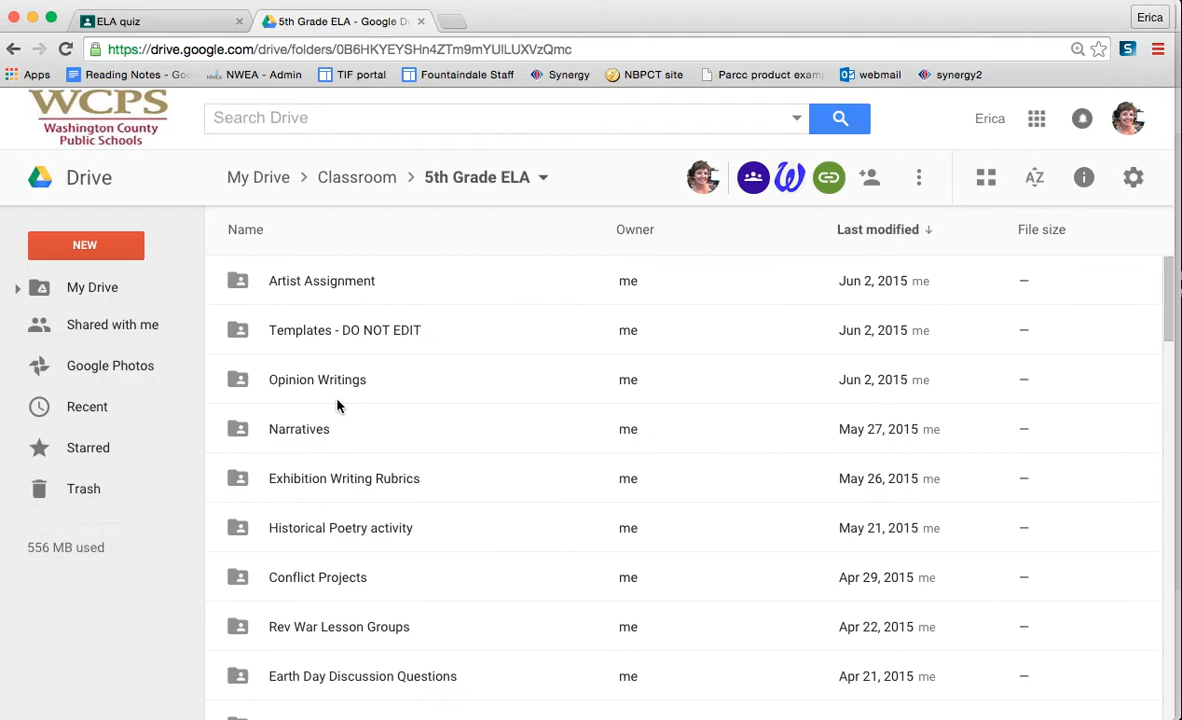 ELA quiz
5th Grade ELA - Google Dr
Erica
https://drive.google.com/drive/folders/0B6HKYEYSHn4ZTm9mYUlLUXVzQmc
Apps Reading Notes - Goo NWEA - Admin TIF portal Fountaindale Staff Synergy NBPCT site Parcc product exam webmail synergy2
WCPS
Washington County
Public Schools
Search Drive
Erica
Drive
My Drive > Classroom > 5th Grade ELA
AZ
NEW
My Drive
Shared with me
Google Photos
Recent
Starred
Trash
556 MB used
Name Owner Last modified File size
Artist Assignment me Jun 2, 2015 me —
Templates - DO NOT EDIT me Jun 2, 2015 me —
Opinion Writings me Jun 2, 2015 me —
Narratives me May 27, 2015 me —
Exhibition Writing Rubrics me May 26, 2015 me —
Historical Poetry activity me May 21, 2015 me —
Conflict Projects me Apr 29, 2015 me —
Rev War Lesson Groups me Apr 22, 2015 me —
Earth Day Discussion Questions me Apr 21, 2015 me —